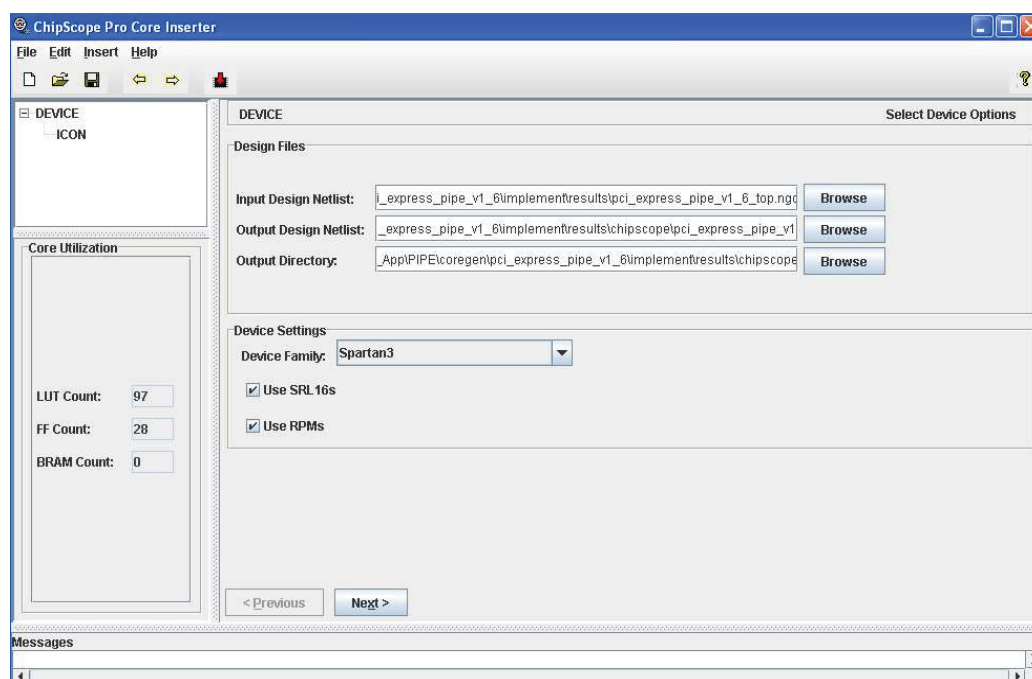 ChipScope Pro Core Inserter
File Edit Insert Help
DEVICE
ICON
DEVICE Select Device Options
Design Files
Input Design Netlist: i_express_pipe_v1_6\implement\results\pci_express_pipe_v1_6_top.ngc Browse
Output Design Netlist: _express_pipe_v1_6\implement\results\chipscope\pci_express_pipe_v1 Browse
Output Directory: _App\PIPE\coregen\pci_express_pipe_v1_6\implement\results\chipscope Browse
Core Utilization
LUT Count: 97
FF Count: 28
BRAM Count: 0
Device Settings
Device Family: Spartan3
Use SRL16s
Use RPMs
< Previous Next >
Messages